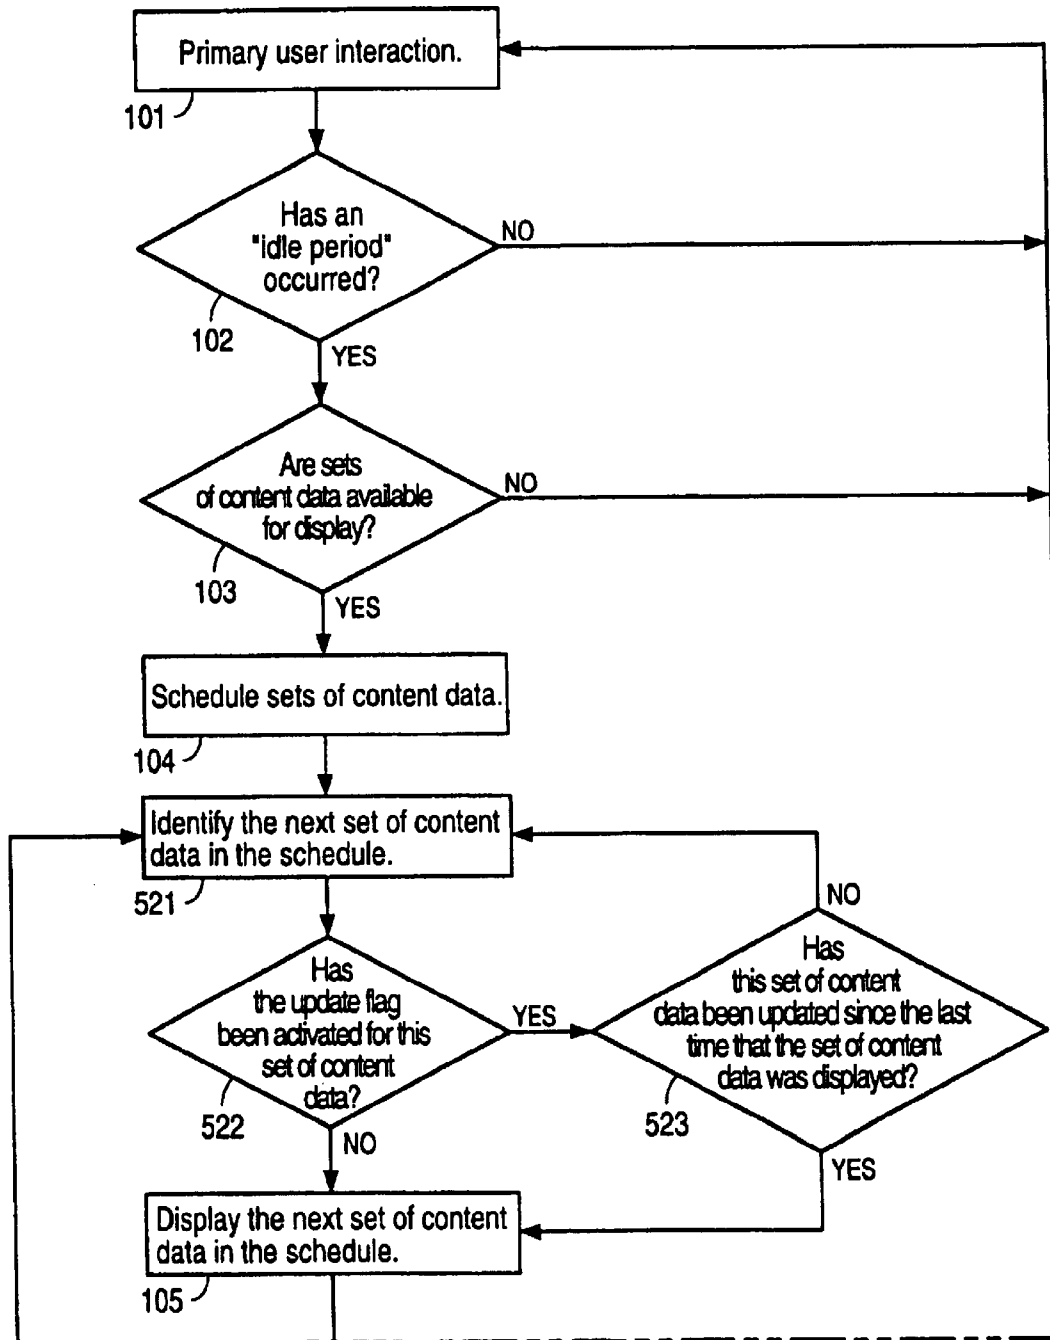 Primary user interaction.
101
Has an
"idle period"
occurred?
NO
102
YES
Are sets
of content data available
for display?
NO
103
YES
Schedule sets of content data.
104
Identify the next set of content
data in the schedule.
521
NO
Has
the update flag
been activated for this
set of content
data?
YES
522
NO
Has
this set of content
data been updated since the last
time that the set of content
data was displayed?
523
YES
Display the next set of content
data in the schedule.
105